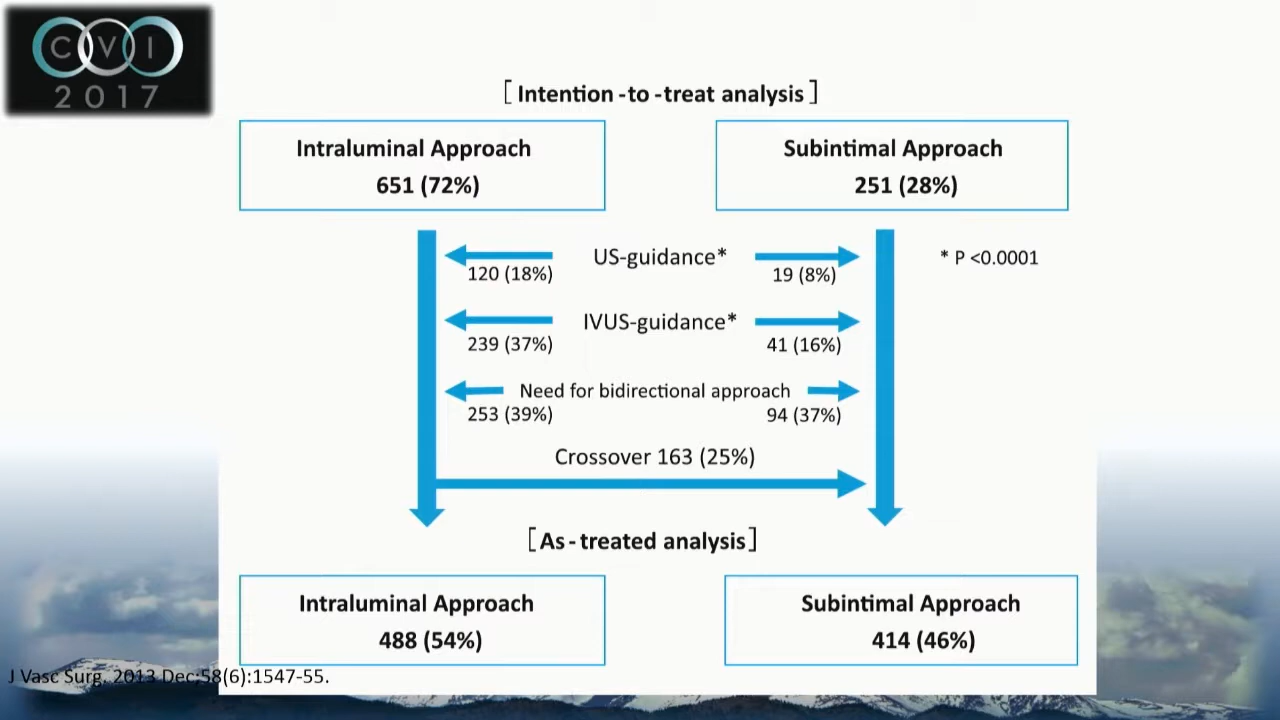 CVI
2017
[Intention-to-treat analysis]
Intraluminal Approach
651 (72%)
Subintimal Approach
251 (28%)
US-guidance*
120 (18%)
19 (8%)
* P <0.0001
IVUS-guidance*
239 (37%)
41 (16%)
Need for bidirectional approach
253 (39%)
94 (37%)
Crossover 163 (25%)
[As-treated analysis]
Intraluminal Approach
488 (54%)
Subintimal Approach
414 (46%)
J Vasc Surg. 2013 Dec;58(6):1547-55.